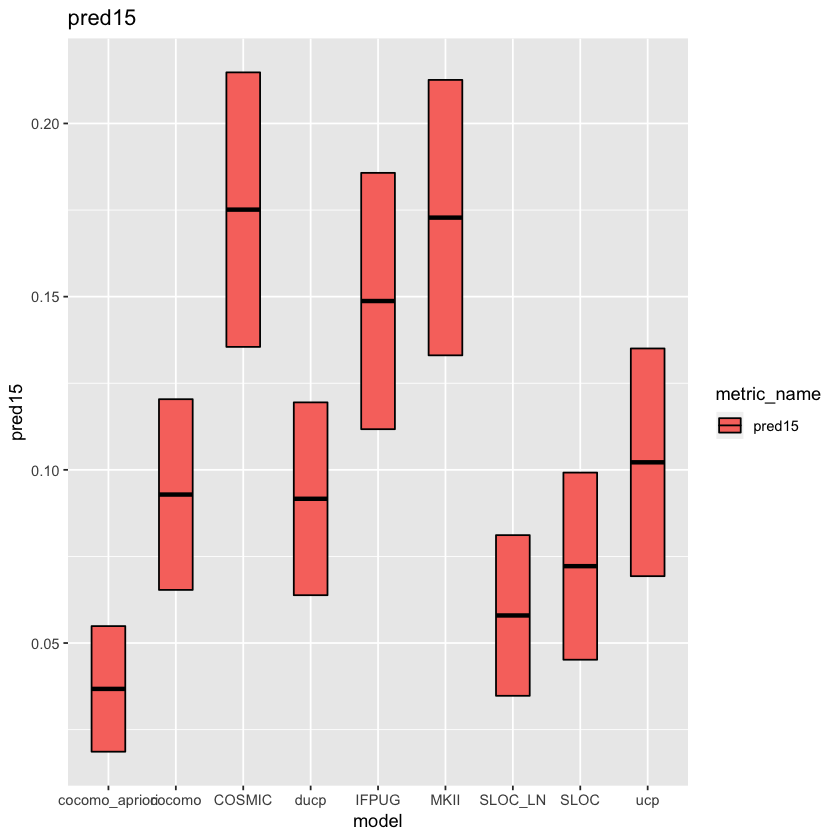 pred15
0.20
0.15
0.10
0.05
pred15
cocomo_apriori cocomo COSMIC ducp IFPUG MKII SLOC_LN SLOC ucp
model
metric_name
pred15